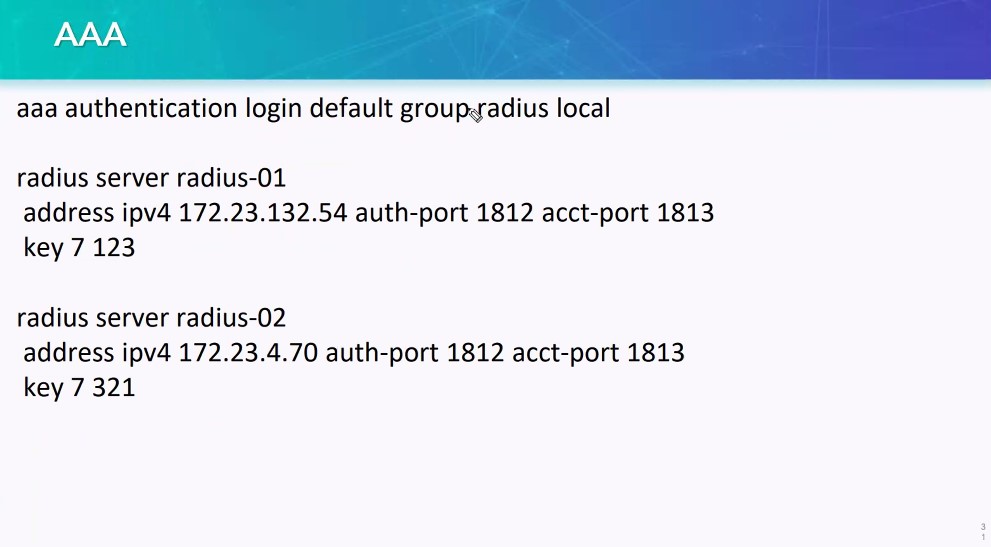 AAA
aaa authentication login default group radius local
radius server radius-01
address ipv4 172.23.132.54 auth-port 1812 acct-port 1813
key 7 123
radius server radius-02
address ipv4 172.23.4.70 auth-port 1812 acct-port 1813
key 7 321
3
1